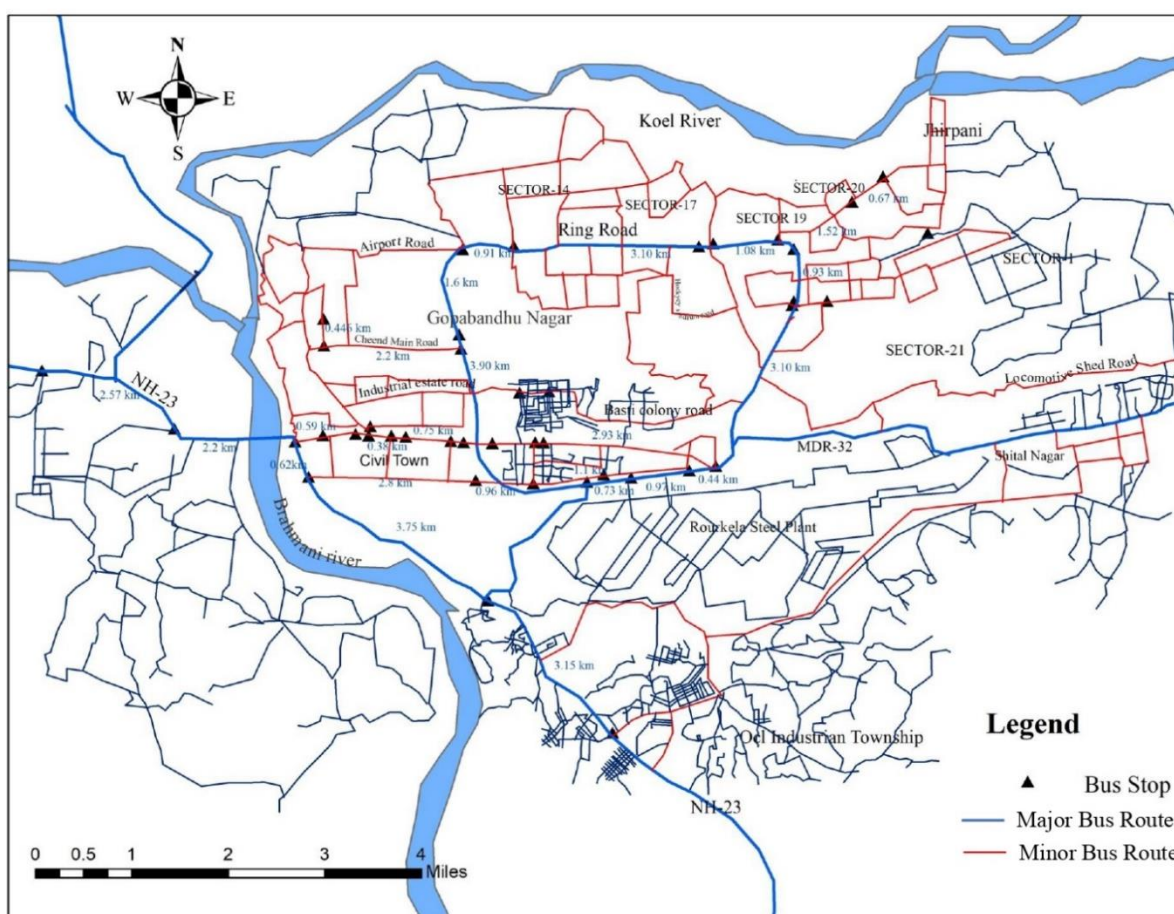 N
W
E
S
Koel River
Jhirpani
SECTOR-14
SECTOR-20
SECTOR-17
0.67 km
SECTOR 19
Ring Road
1.52 km
Airport Road
0.91 km
3.10 km
1.08 km
SECTOR-1
0.93 km
1.6 km
Gopabandhu Nagar
0.446 km
Cheend Main Road
2.2 km
3.90 km
SECTOR-21
3.10 km
Locomotive Shed Road
NH-23
2.57 km
Industrial estate road
Basti colony road
0.59 km
0.75 km
2.93 km
0.38 km
2.2 km
Civil Town
MDR-32
Shital Nagar
0.62km
1.1 km
0.44 km
2.8 km
0.96 km
0.73 km
0.97 km
3.75 km
Rourkela Steel Plant
Brahmani river
3.15 km
Legend
Ocl Industrian Township
Bus Stop
NH-23
Major Bus Route
Minor Bus Route
0 0.5 1 2 3 4
Miles